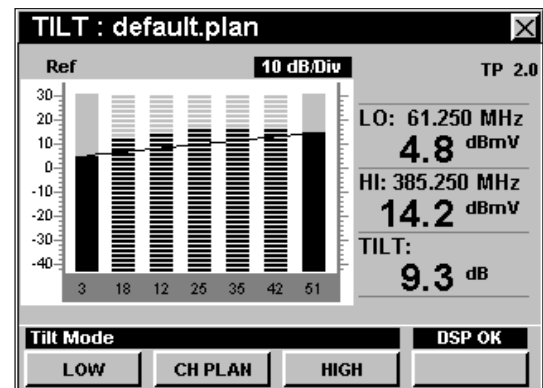 TILT : default.plan
Ref 10 dB/Div TP 2.0
30
20
10
0
-10
-20
-30
-40
3 18 12 25 35 42 51
LO: 61.250 MHz
4.8 dBmV
HI: 385.250 MHz
14.2 dBmV
TILT:
9.3 dB
Tilt Mode DSP OK
LOW CH PLAN HIGH